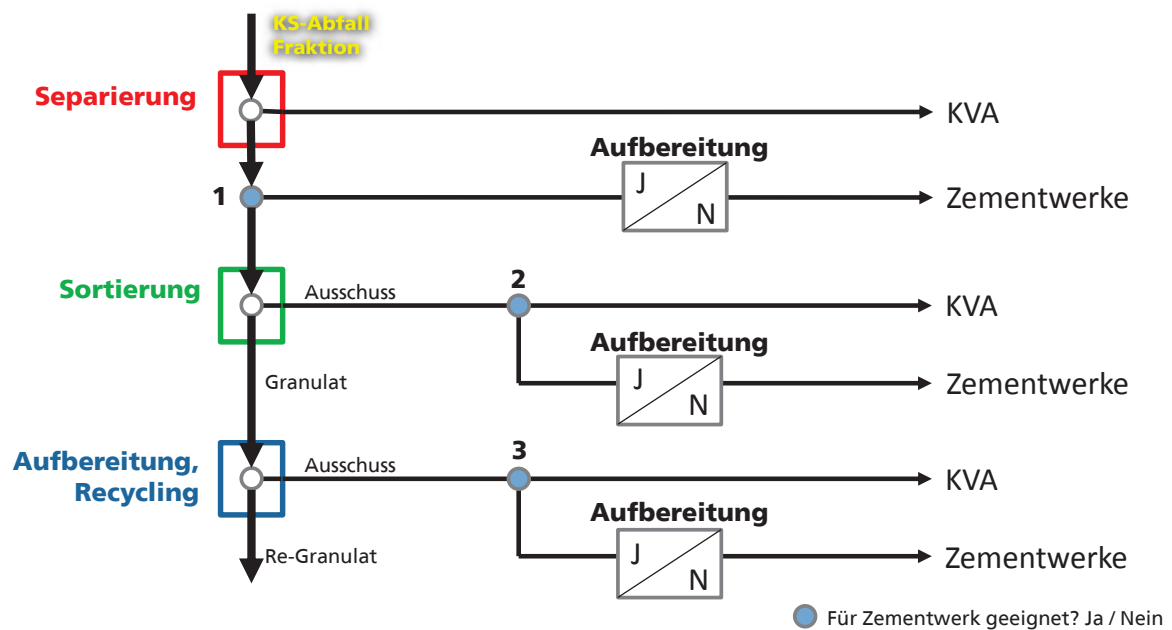 KS-Abfall
Fraktion
Separierung
KVA
Aufbereitung
1
J
N
Zementwerke
Sortierung
Ausschuss
2
KVA
Aufbereitung
Granulat
J
N
Zementwerke
Aufbereitung,
Recycling
Ausschuss
3
KVA
Aufbereitung
Re-Granulat
J
N
Zementwerke
Für Zementwerk geeignet? Ja / Nein